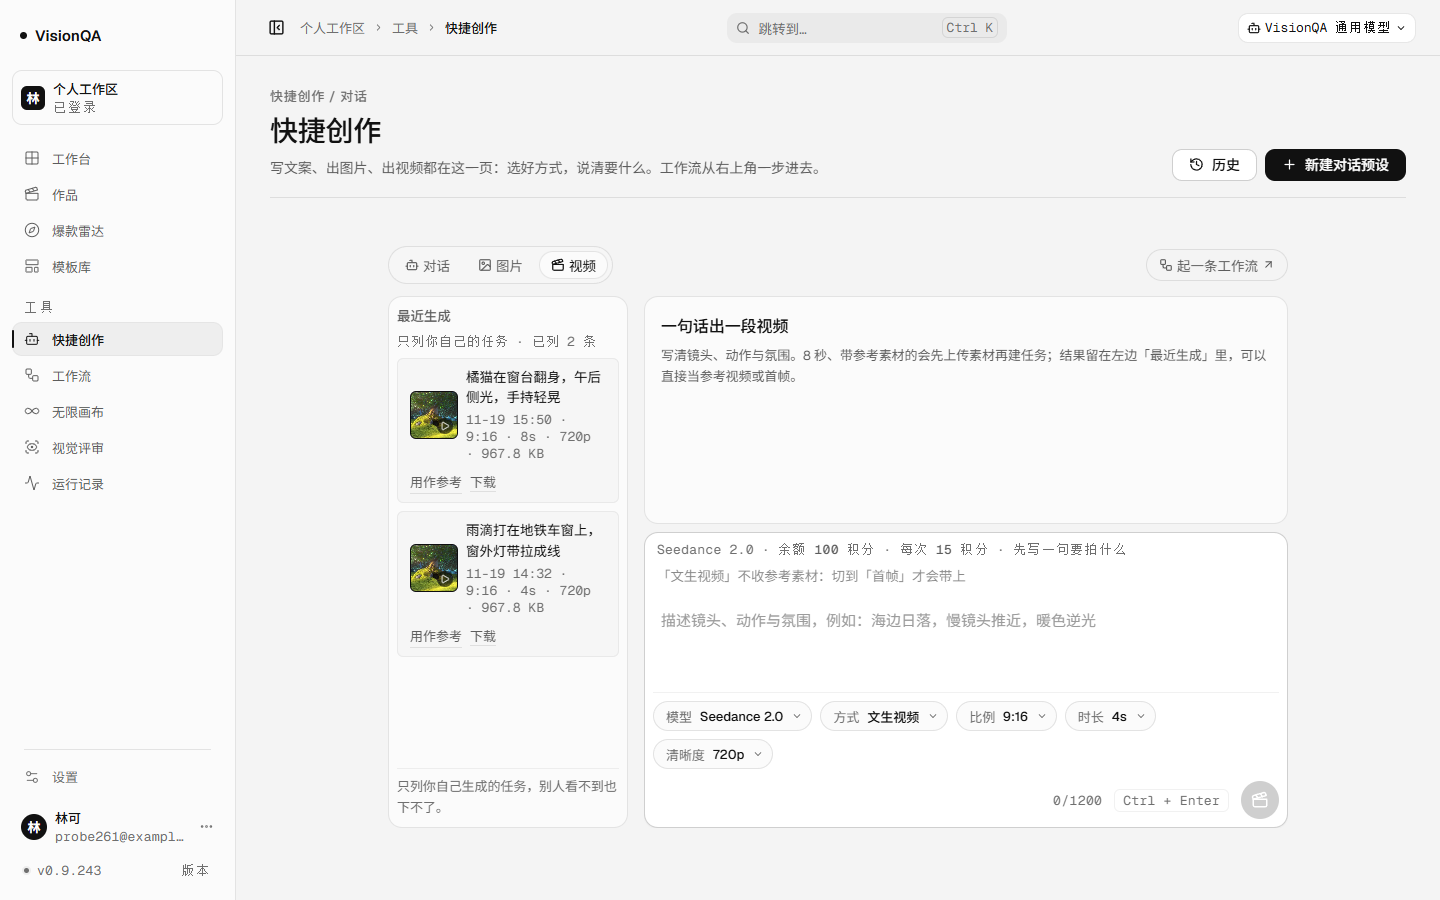 VisionQA
林
个人工作区
已登录
工作台
作品
爆款雷达
模板库
工具
快捷创作
工作流
无限画布
视觉评审
运行记录
设置
林
林可
probe261@exampl…
v0.9.243
版本
个人工作区 › 工具 › 快捷创作
跳转到…
Ctrl K
VisionQA 通用模型
快捷创作 / 对话
快捷创作
写文案、出图片、出视频都在这一页：选好方式，说清要什么。工作流从右上角一步进去。
历史
新建对话预设
对话
图片
视频
起一条工作流
最近生成
只列你自己的任务 · 已列 2 条
橘猫在窗台翻身，午后
侧光，手持轻晃
11-19 15:50 ·
9:16 · 8s · 720p
· 967.8 KB
用作参考 下载
雨滴打在地铁车窗上，
窗外灯带拉成线
11-19 14:32 ·
9:16 · 4s · 720p
· 967.8 KB
用作参考 下载
只列你自己生成的任务，别人看不到也
下不了。
一句话出一段视频
写清镜头、动作与氛围。8 秒、带参考素材的会先上传素材再建任务；结果留在左边「最近生成」里，可以
直接当参考视频或首帧。
Seedance 2.0 · 余额 100 积分 · 每次 15 积分 · 先写一句要拍什么
「文生视频」不收参考素材：切到「首帧」才会带上
描述镜头、动作与氛围，例如：海边日落，慢镜头推近，暖色逆光
模型 Seedance 2.0
方式 文生视频
比例 9:16
时长 4s
清晰度 720p
0/1200
Ctrl + Enter